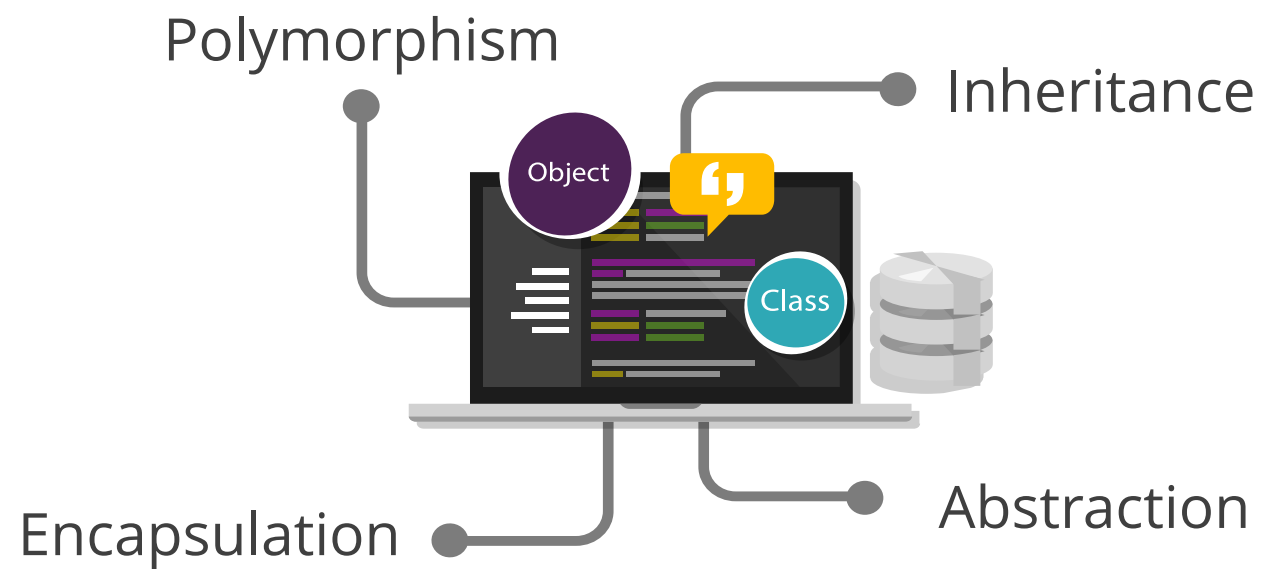 Polymorphism
Inheritance
Object
Class
Abstraction
Encapsulation